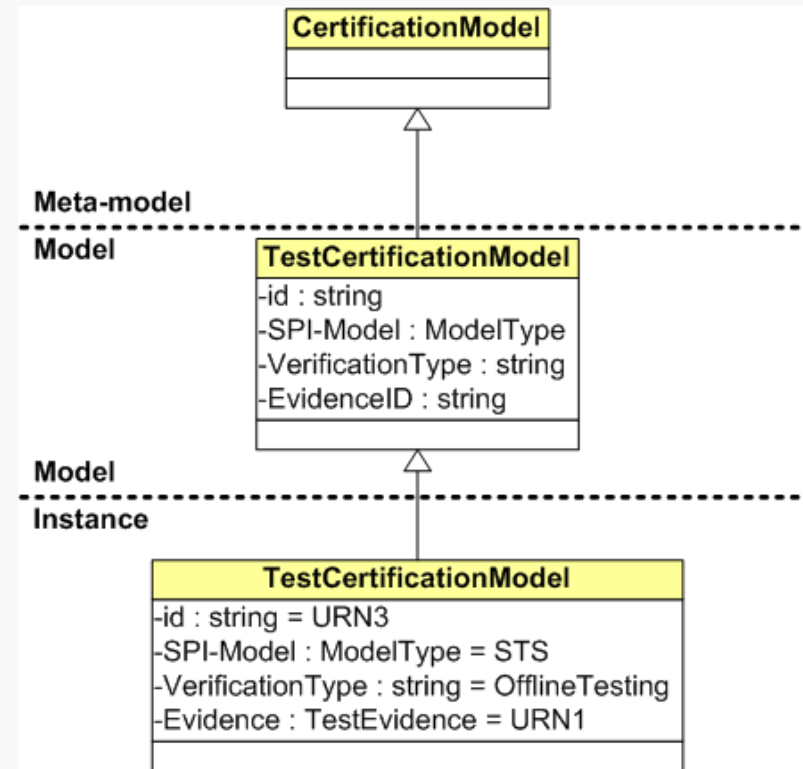 CertificationModel
Meta-model
Model
TestCertificationModel
-id : string
-SPI-Model : ModelType
-VerificationType : string
-EvidenceID : string
Model
Instance
TestCertificationModel
-id : string = URN3
-SPI-Model : ModelType = STS
-VerificationType : string = OfflineTesting
-Evidence : TestEvidence = URN1